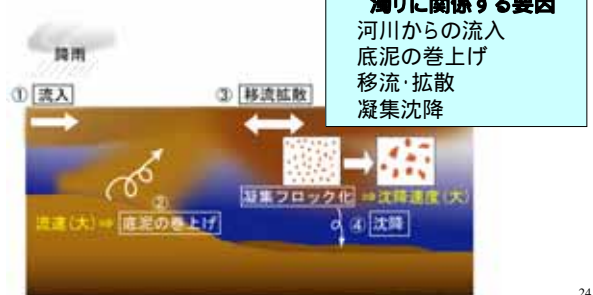 濁りに関係する要因
河川からの流入
底泥の巻上げ
移流・拡散
凝集沈降
降雨
① 流入
③ 移流拡散
凝集フロック化 ⇒沈降速度(大)
②
流速(大)⇒ 底泥の巻上げ
④ 沈降
24